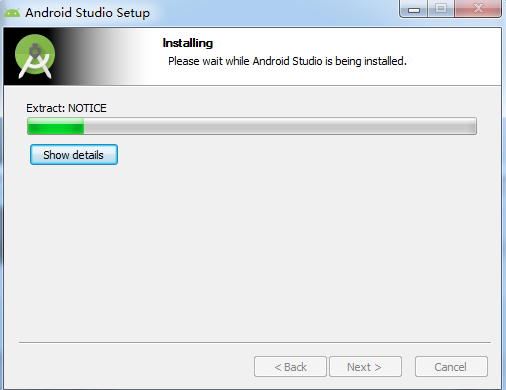 Android Studio Setup
Installing
Please wait while Android Studio is being installed.
Extract: NOTICE
Show details
< Back
Next >
Cancel